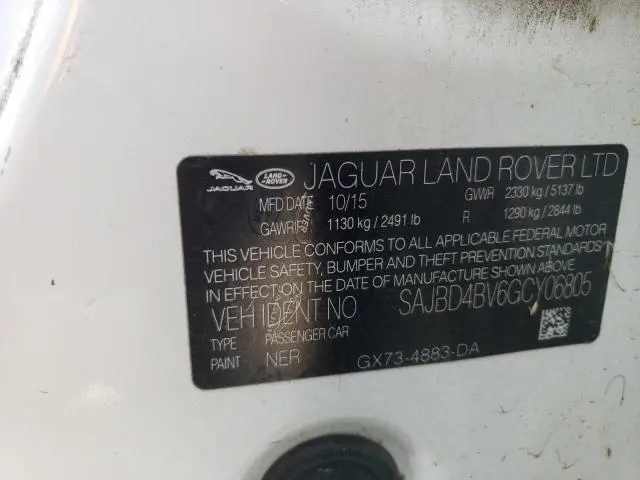 JAGUAR LAND ROVER JAGUAR LAND ROVER LTD
MFD DATE 10/15 GVWR 2330 kg / 5137 lb
GAWR F 1130 kg / 2491 lb R 1290 kg / 2844 lb
THIS VEHICLE CONFORMS TO ALL APPLICABLE FEDERAL MOTOR
VEHICLE SAFETY, BUMPER AND THEFT PREVENTION STANDARDS
IN EFFECT ON THE DATE OF MANUFACTURE SHOWN ABOVE.
VEH IDENT NO SAJBD4BV6GCY06805
TYPE PASSENGER CAR
PAINT NER GX73-4883-DA